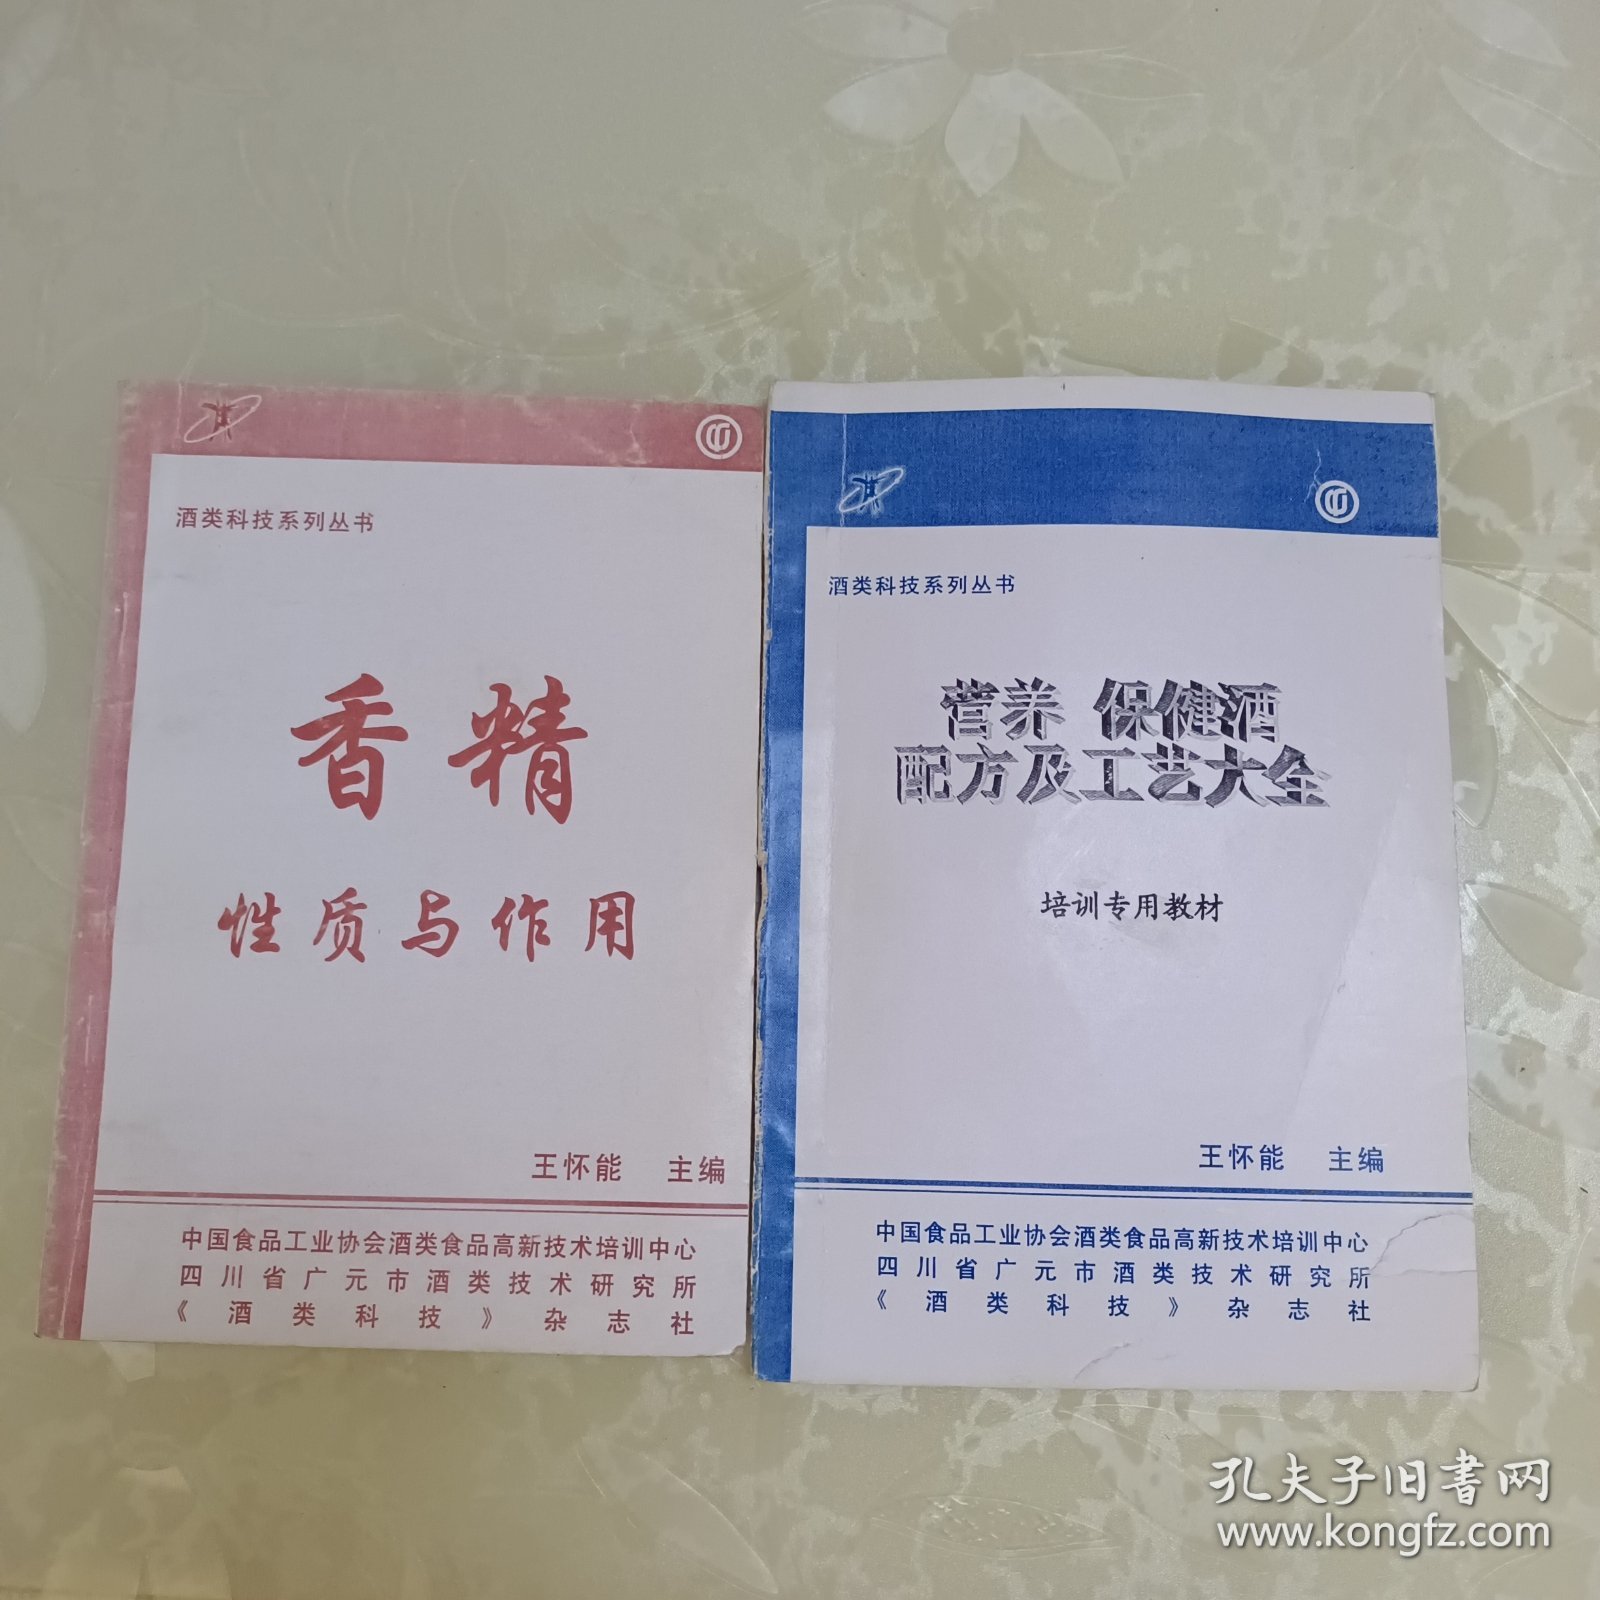 酒类科技系列丛书
香精
性质与作用
王怀能 主编
中国食品工业协会酒类食品高新技术培训中心
四川省广元市酒类技术研究所
《酒类科技》杂志社
酒类科技系列丛书
营养 保健酒
配方及工艺大全
培训专用教材
王怀能 主编
中国食品工业协会酒类食品高新技术培训中心
四川省广元市酒类技术研究所
《酒类科技》杂志社
孔夫子旧书网
www.kongfz.com